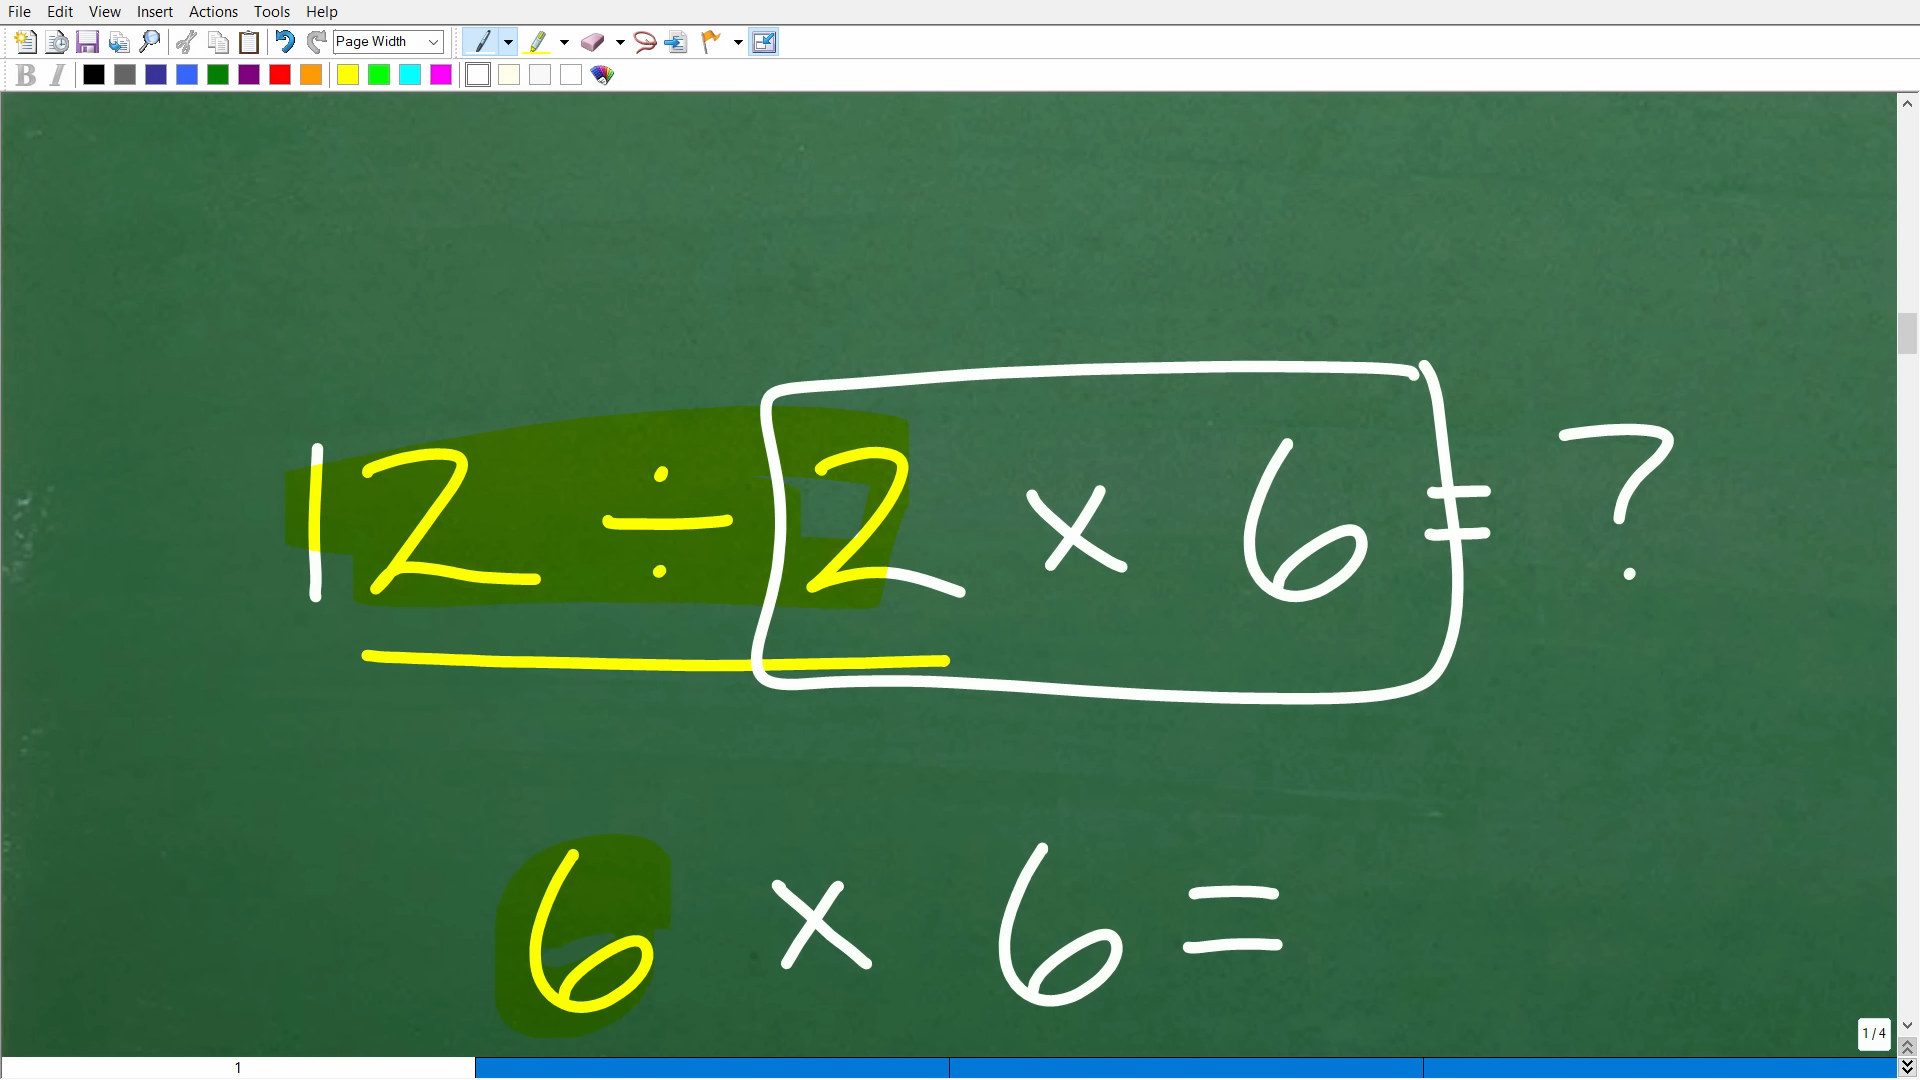 File Edit View Insert Actions Tools Help
Page Width
B I
12 ÷ 2 × 6 = ?
6 × 6 =
1 / 4
1